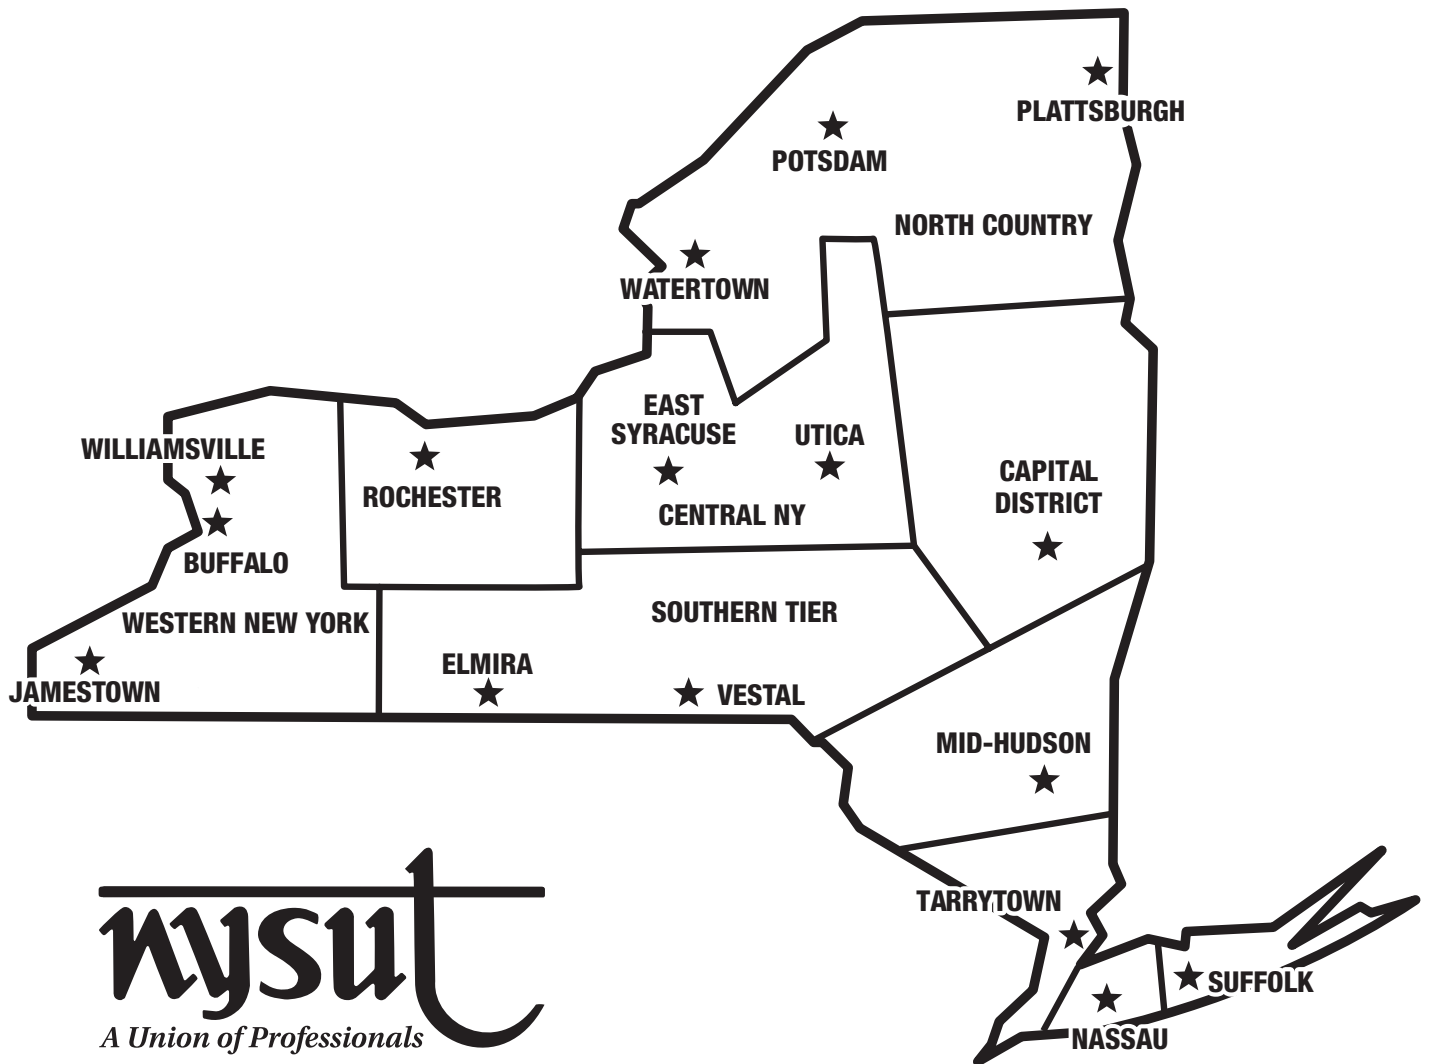 PLATTSBURGH
POTSDAM
NORTH COUNTRY
WATERTOWN
EAST
SYRACUSE
UTICA
WILLIAMSVILLE
CAPITAL
DISTRICT
ROCHESTER
CENTRAL NY
BUFFALO
SOUTHERN TIER
WESTERN NEW YORK
ELMIRA
JAMESTOWN
VESTAL
MID-HUDSON
TARRYTOWN
SUFFOLK
NASSAU
nysut
A Union of Professionals